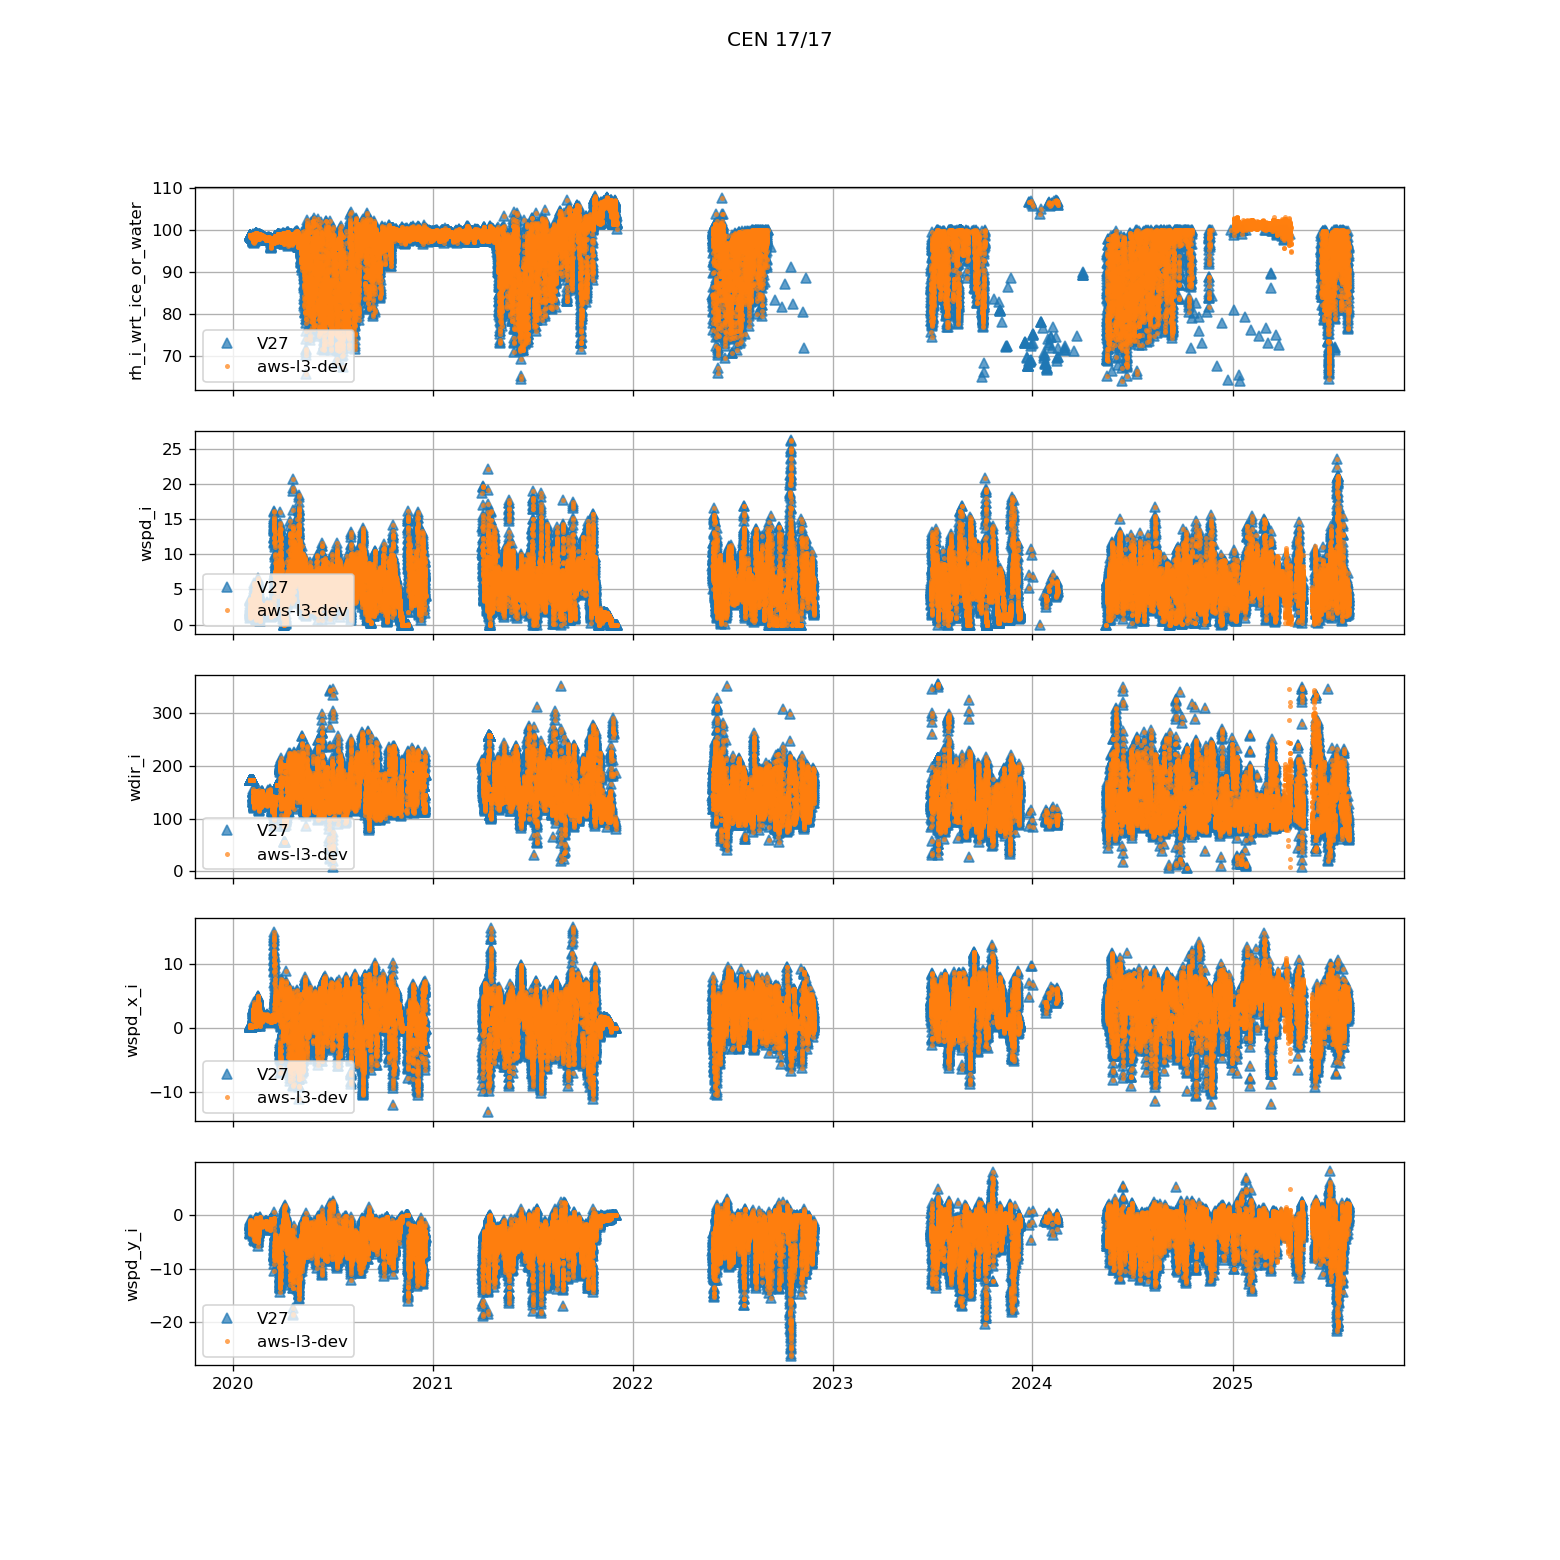 CEN 17/17
rh_i_wrt_ice_or_water
110
100
90
80
70
V27
aws-l3-dev
wspd_i
25
20
15
10
5
0
V27
aws-l3-dev
wdir_i
300
200
100
0
V27
aws-l3-dev
wspd_x_i
10
0
−10
V27
aws-l3-dev
wspd_y_i
0
−10
−20
V27
aws-l3-dev
2020 2021 2022 2023 2024 2025